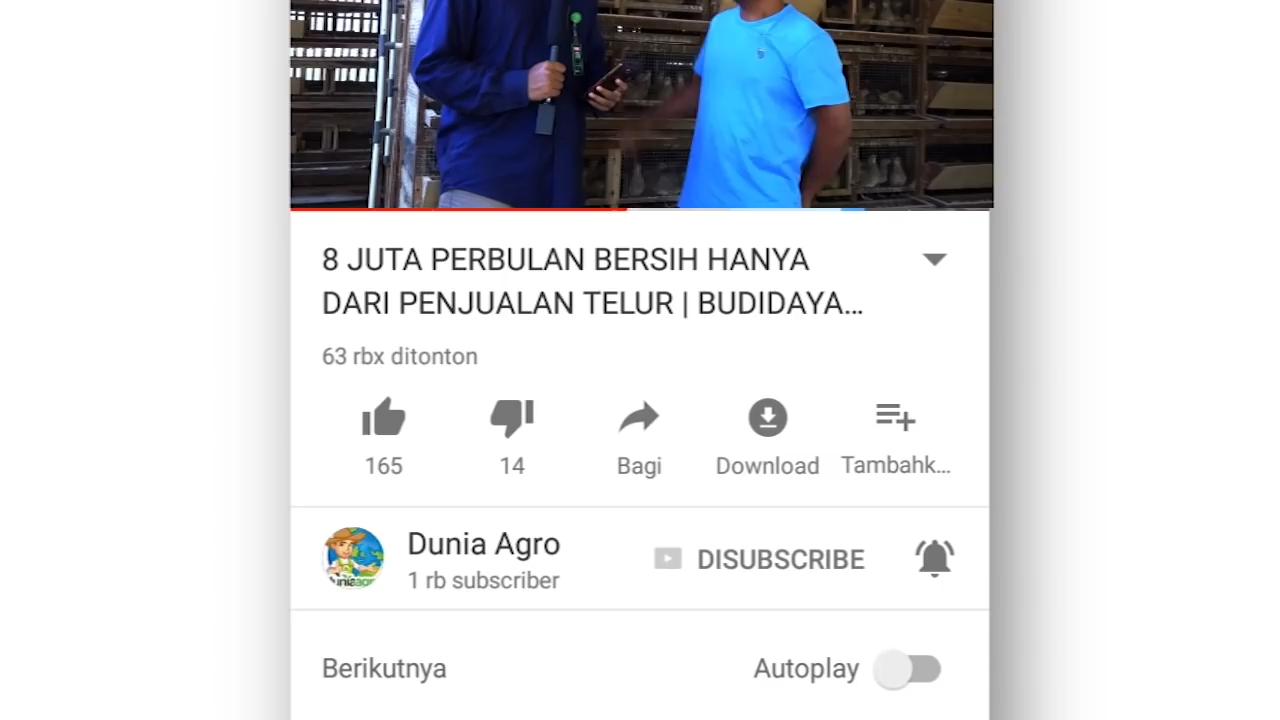 8 JUTA PERBULAN BERSIH HANYA
DARI PENJUALAN TELUR | BUDIDAYA...
63 rbx ditonton
165
14
Bagi
Download
Tambahk...
Dunia Agro
1 rb subscriber
DISUBSCRIBE
Berikutnya
Autoplay